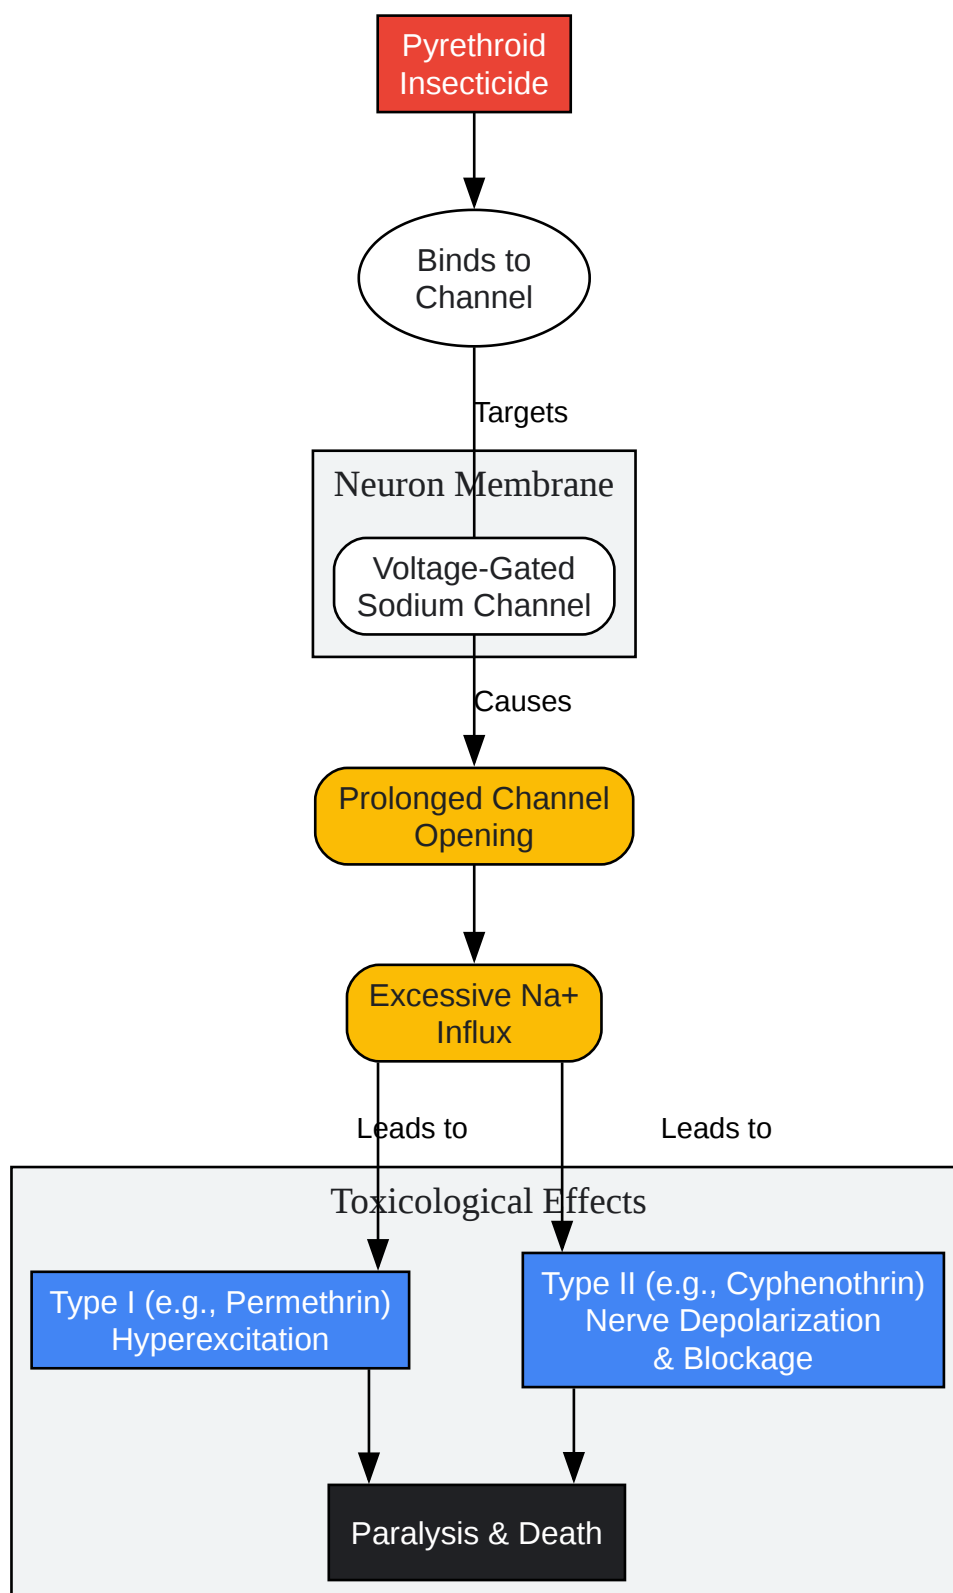 Pyrethroid
Insecticide
Binds to
Channel
Targets
Neuron Membrane
Voltage-Gated
Sodium Channel
Causes
Prolonged Channel
Opening
Excessive Na+
Influx
Leads to
Leads to
Toxicological Effects
Type I (e.g., Permethrin)
Hyperexcitation
Type II (e.g., Cyphenothrin)
Nerve Depolarization
& Blockage
Paralysis & Death